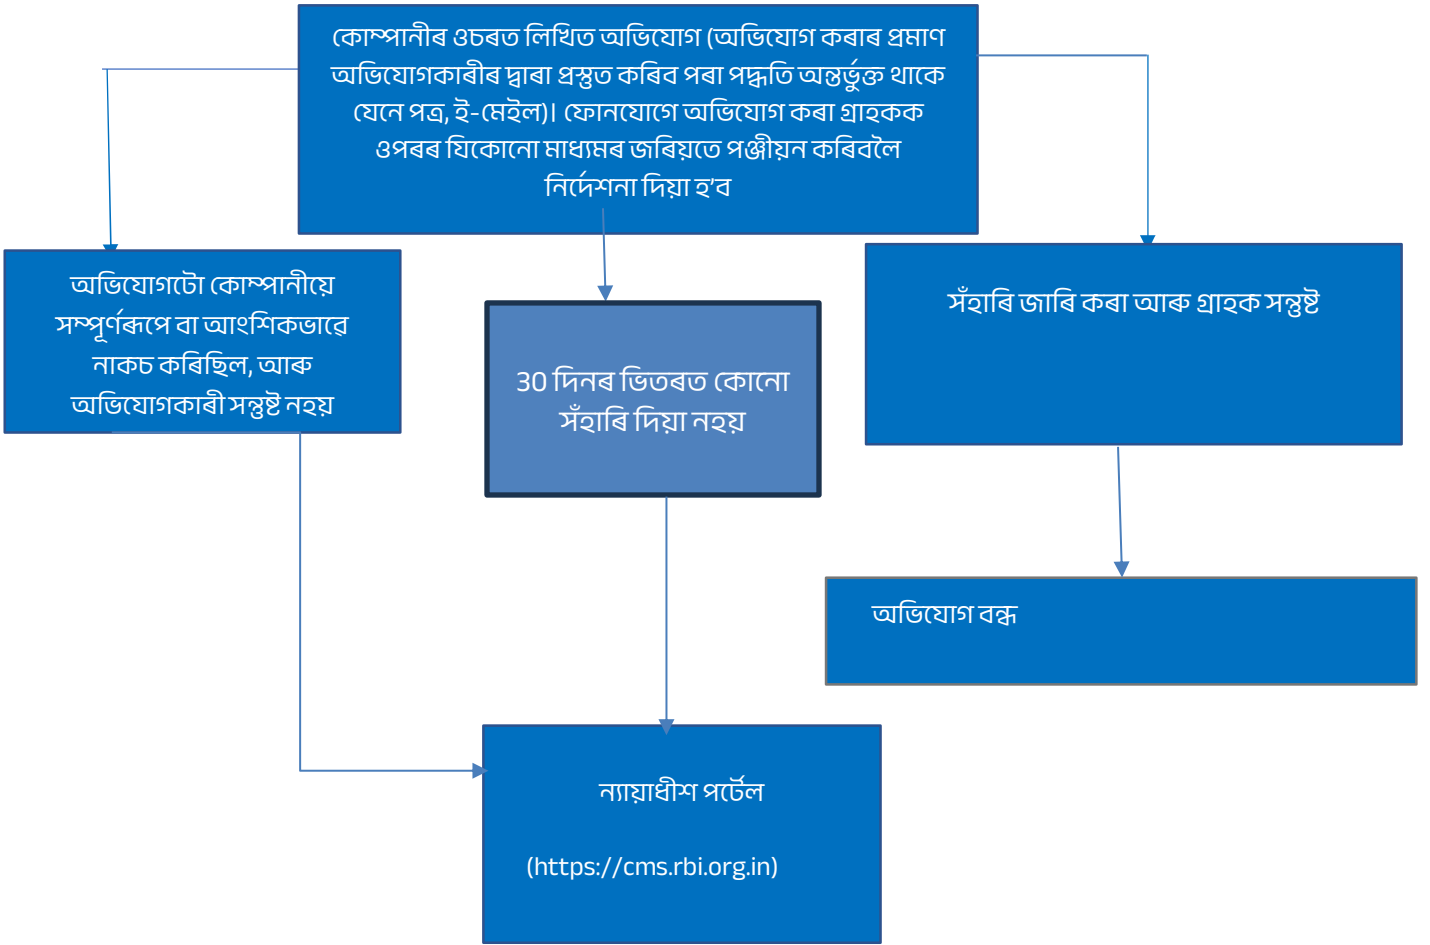 কোম্পানীৰ ওচৰত লিখিত অভিযোগ (অভিযোগ কৰাৰ প্ৰমাণ
অভিযোগকাৰীৰ দ্বাৰা প্ৰস্তুত কৰিব পৰা পদ্ধতি অন্তৰ্ভুক্ত থাকে
যেনে পত্ৰ, ই-মেইল)। ফোনযোগে অভিযোগ কৰা গ্ৰাহকক
ওপৰৰ যিকোনো মাধ্যমৰ জৰিয়তে পঞ্জীয়ন কৰিবলৈ
নিৰ্দেশনা দিয়া হ’ব
অভিযোগটো কোম্পানীয়ে
সম্পূৰ্ণৰূপে বা আংশিকভাৱে
নাকচ কৰিছিল, আৰু
অভিযোগকাৰী সন্তুষ্ট নহয়
30 দিনৰ ভিতৰত কোনো
সঁহাৰি দিয়া নহয়
সঁহাৰি জাৰি কৰা আৰু গ্ৰাহক সন্তুষ্ট
অভিযোগ বন্ধ
ন্যায়াধীশ পৰ্টেল
(https://cms.rbi.org.in)